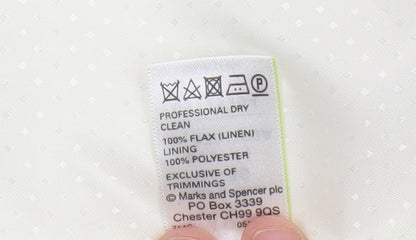 P
PROFESSIONAL DRY
CLEAN
100% FLAX (LINEN)
LINING
100% POLYESTER
EXCLUSIVE OF
TRIMMINGS
© Marks and Spencer plc
PO Box 3339
Chester CH99 9QS